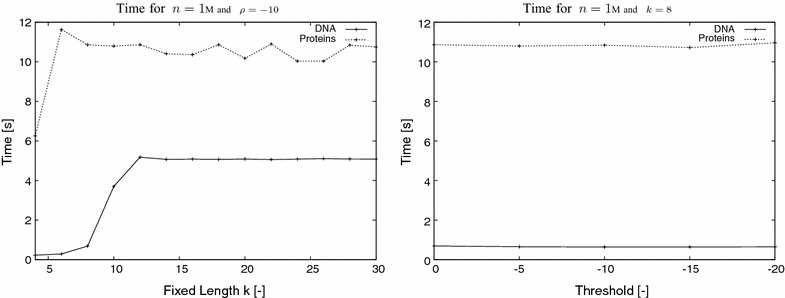 Time for n = 1M and ρ = −10
DNA
Proteins
12
10
8
6
4
2
0
Time [s]
5
10
15
20
25
30
Fixed Length k [-]
Time for n = 1M and k = 8
DNA
Proteins
12
10
8
6
4
2
0
Time [s]
0
-5
-10
-15
-20
Threshold [-]